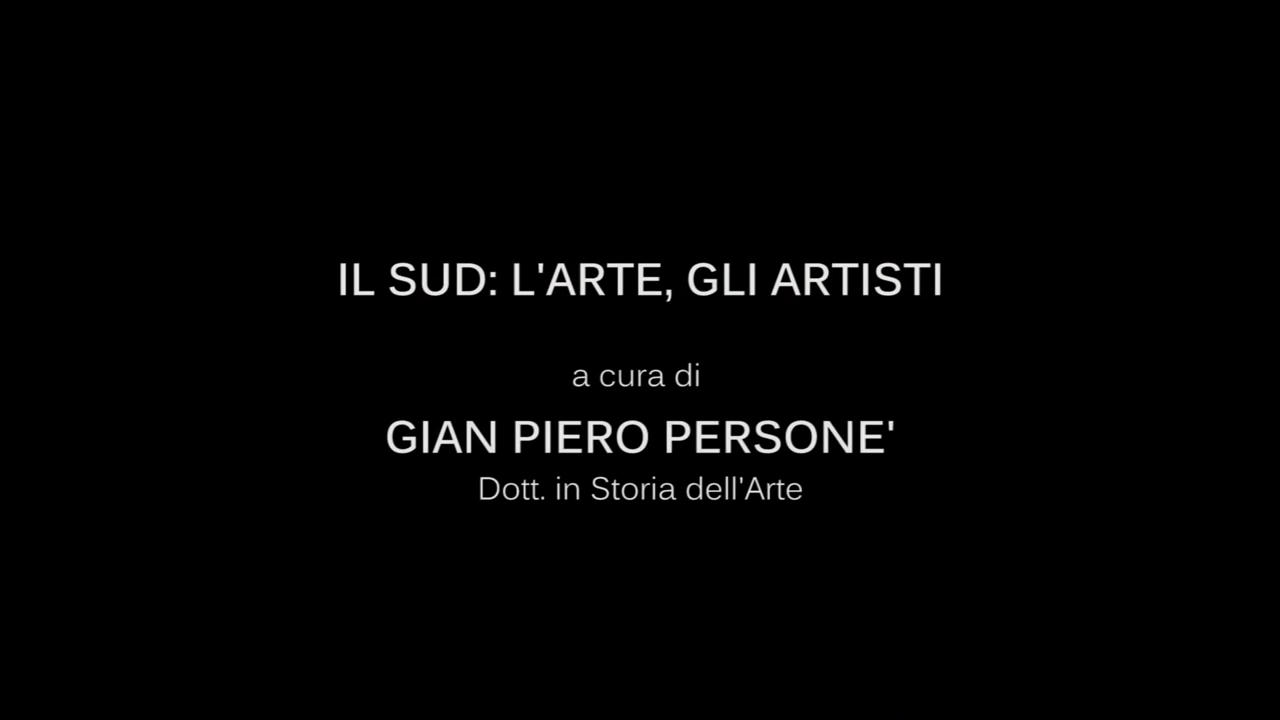 IL SUD: L'ARTE, GLI ARTISTI
a cura di
GIAN PIERO PERSONE'
Dott. in Storia dell'Arte